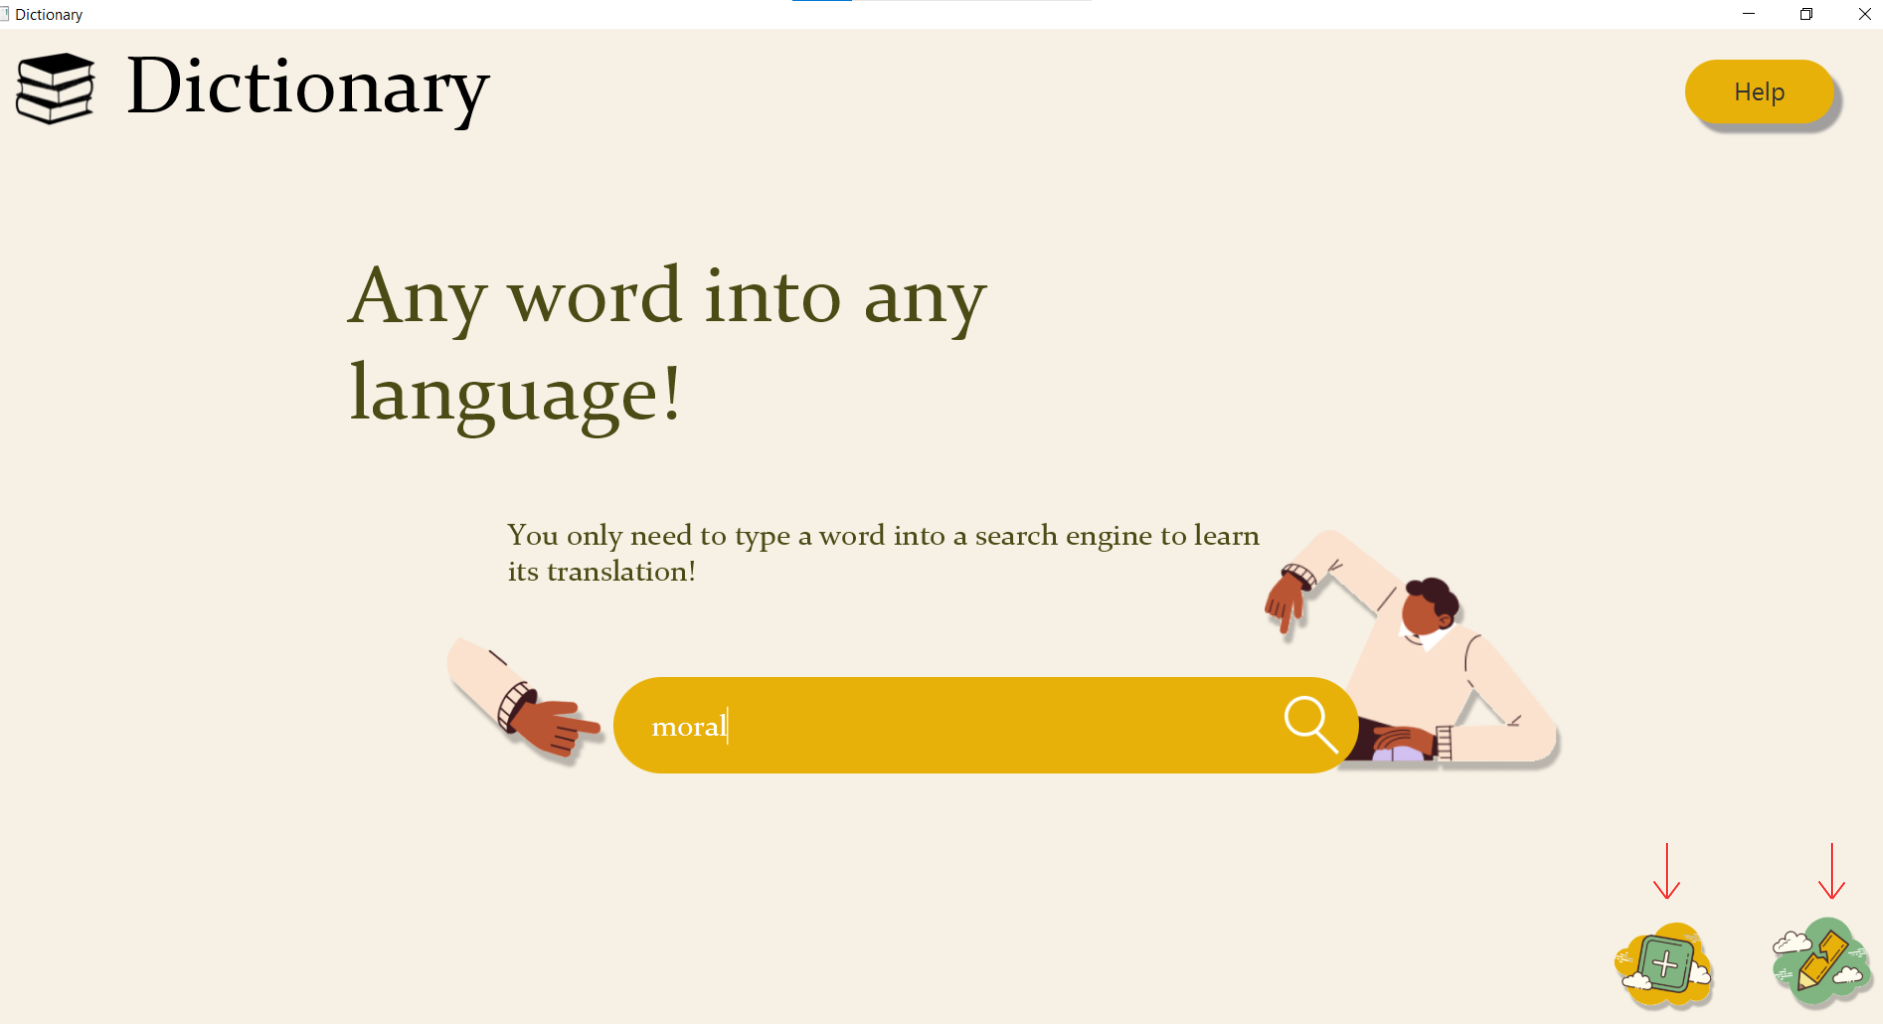 Dictionary
Dictionary
Help
Any word into any
language!
You only need to type a word into a search engine to learn
its translation!
moral